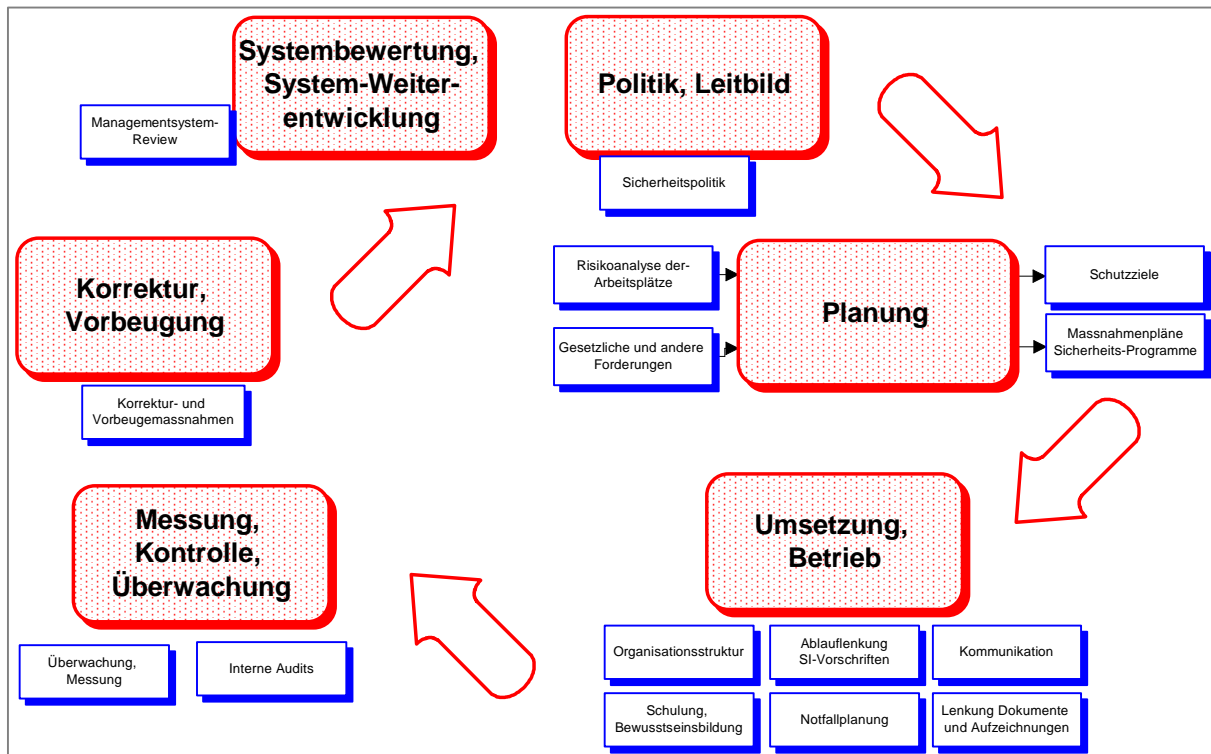 Systembewertung,
System-Weiter-
entwicklung
Managementsystem-
Review
Politik, Leitbild
Sicherheitspolitik
Risikoanalyse der-
Arbeitsplätze
Gesetzliche und andere
Forderungen
Planung
Schutzziele
Massnahmenpläne
Sicherheits-Programme
Korrektur,
Vorbeugung
Korrektur- und
Vorbeugemassnahmen
Messung,
Kontrolle,
Überwachung
Überwachung,
Messung
Interne Audits
Umsetzung,
Betrieb
Organisationsstruktur
Ablauflenkung
SI-Vorschriften
Kommunikation
Schulung,
Bewusstseinsbildung
Notfallplanung
Lenkung Dokumente
und Aufzeichnungen